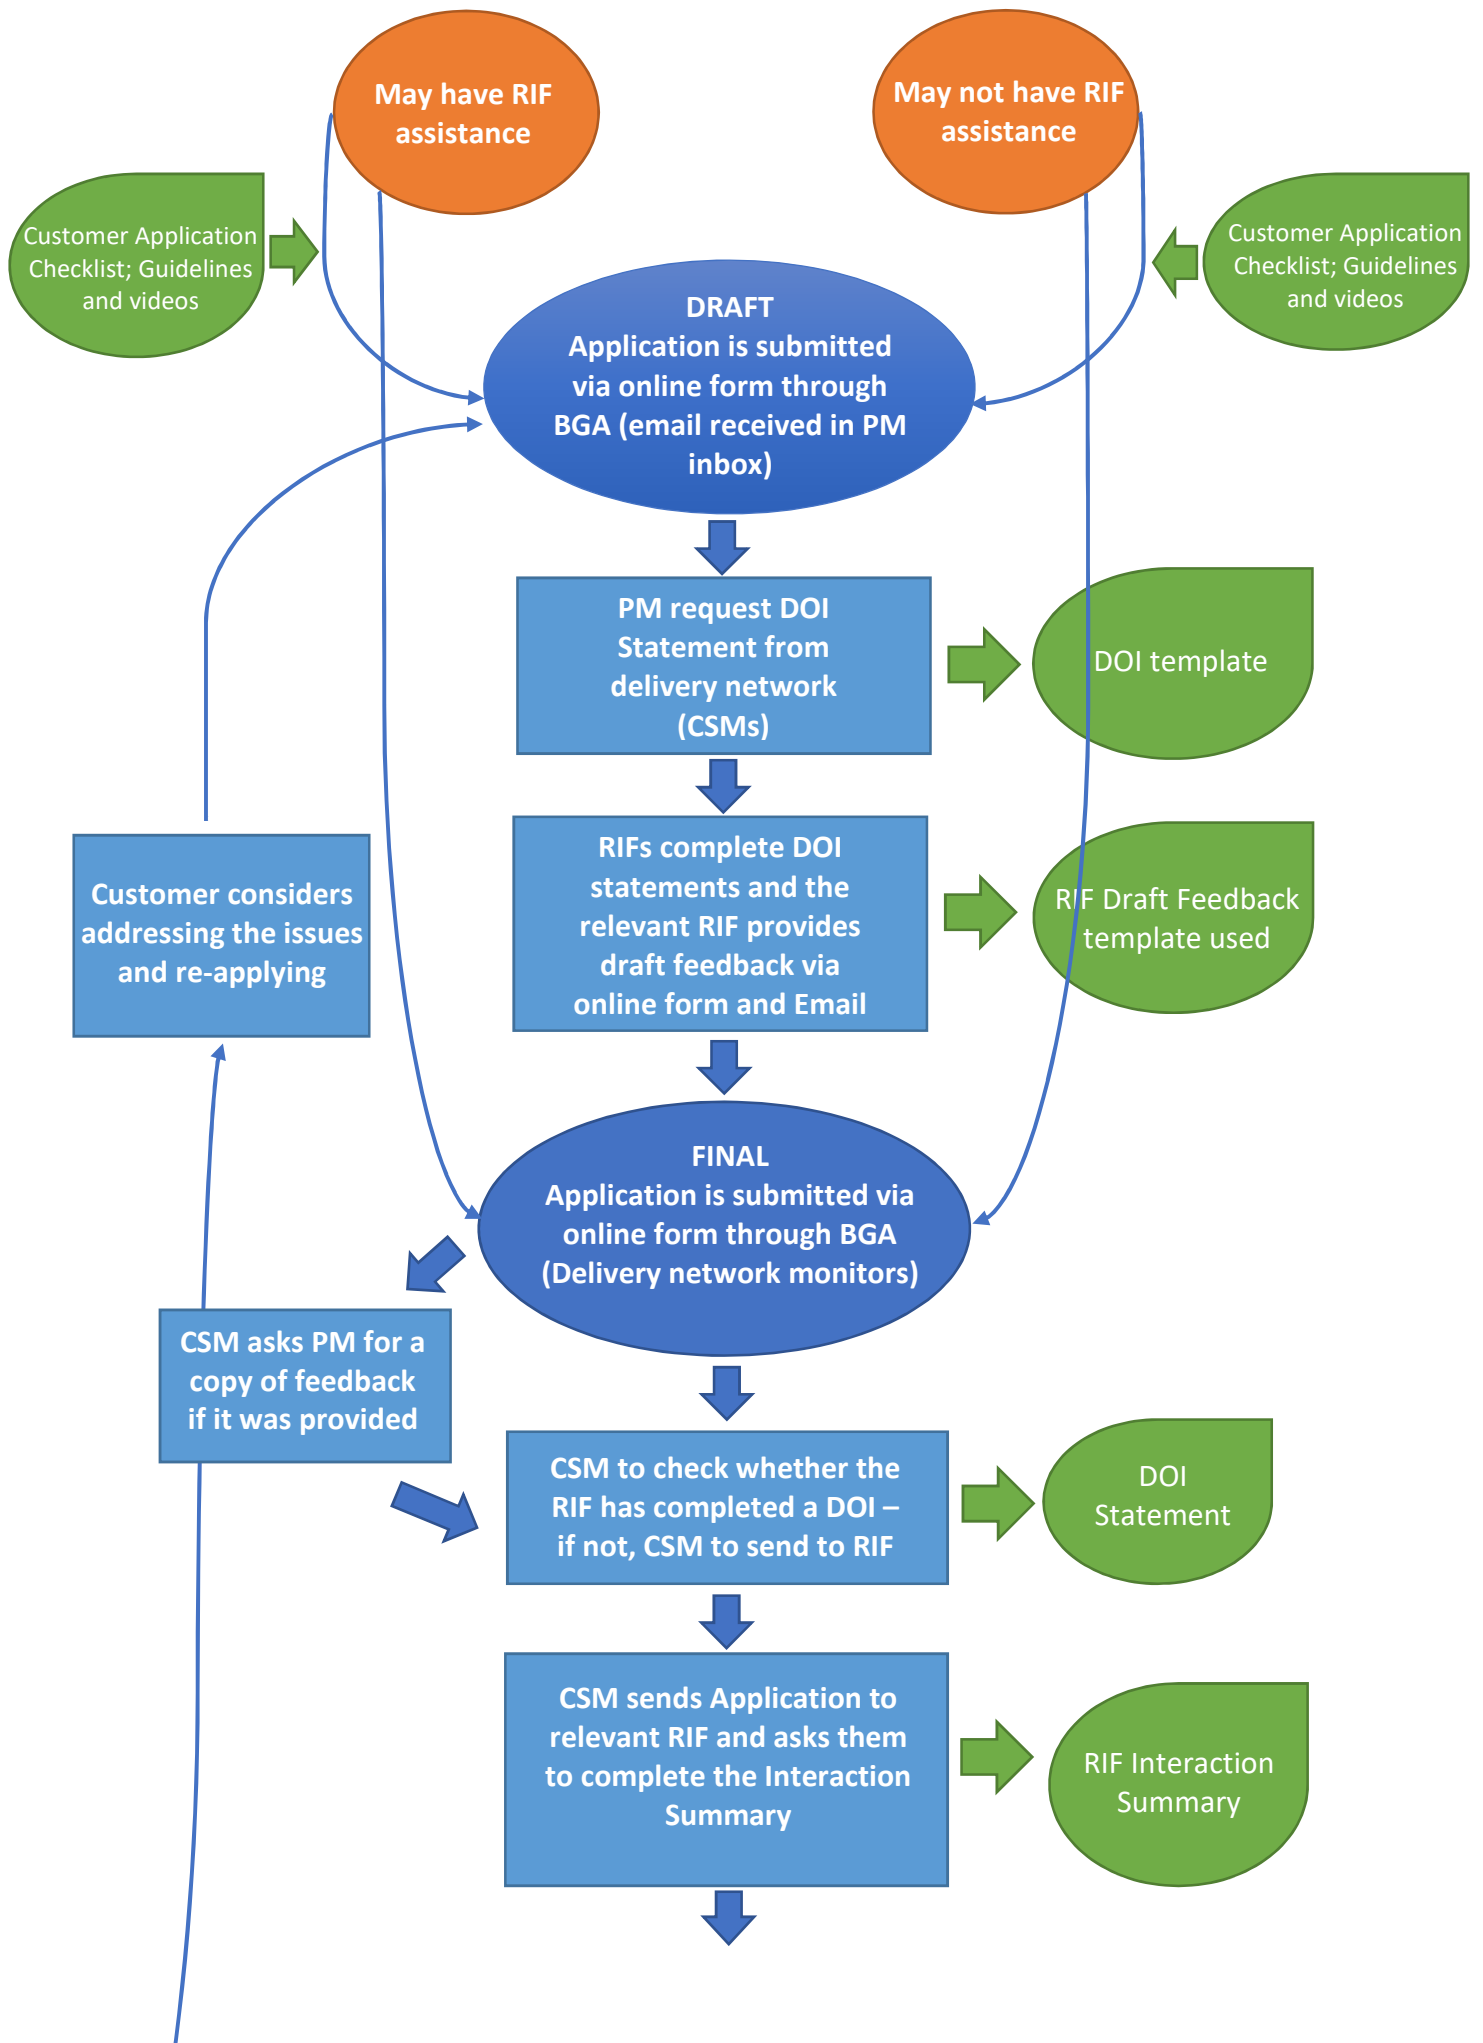 May have RIF
assistance
May not have RIF
assistance
Customer Application
Checklist; Guidelines
and videos
Customer Application
Checklist; Guidelines
and videos
DRAFT
Application is submitted
via online form through
BGA (email received in PM
inbox)
PM request DOI
Statement from
delivery network
(CSMs)
DOI template
RIFs complete DOI
statements and the
relevant RIF provides
draft feedback via
online form and Email
RIF Draft Feedback
template used
Customer considers
addressing the issues
and re-applying
FINAL
Application is submitted via
online form through BGA
(Delivery network monitors)
CSM asks PM for a
copy of feedback
if it was provided
CSM to check whether the
RIF has completed a DOI –
if not, CSM to send to RIF
DOI
Statement
CSM sends Application to
relevant RIF and asks them
to complete the Interaction
Summary
RIF Interaction
Summary